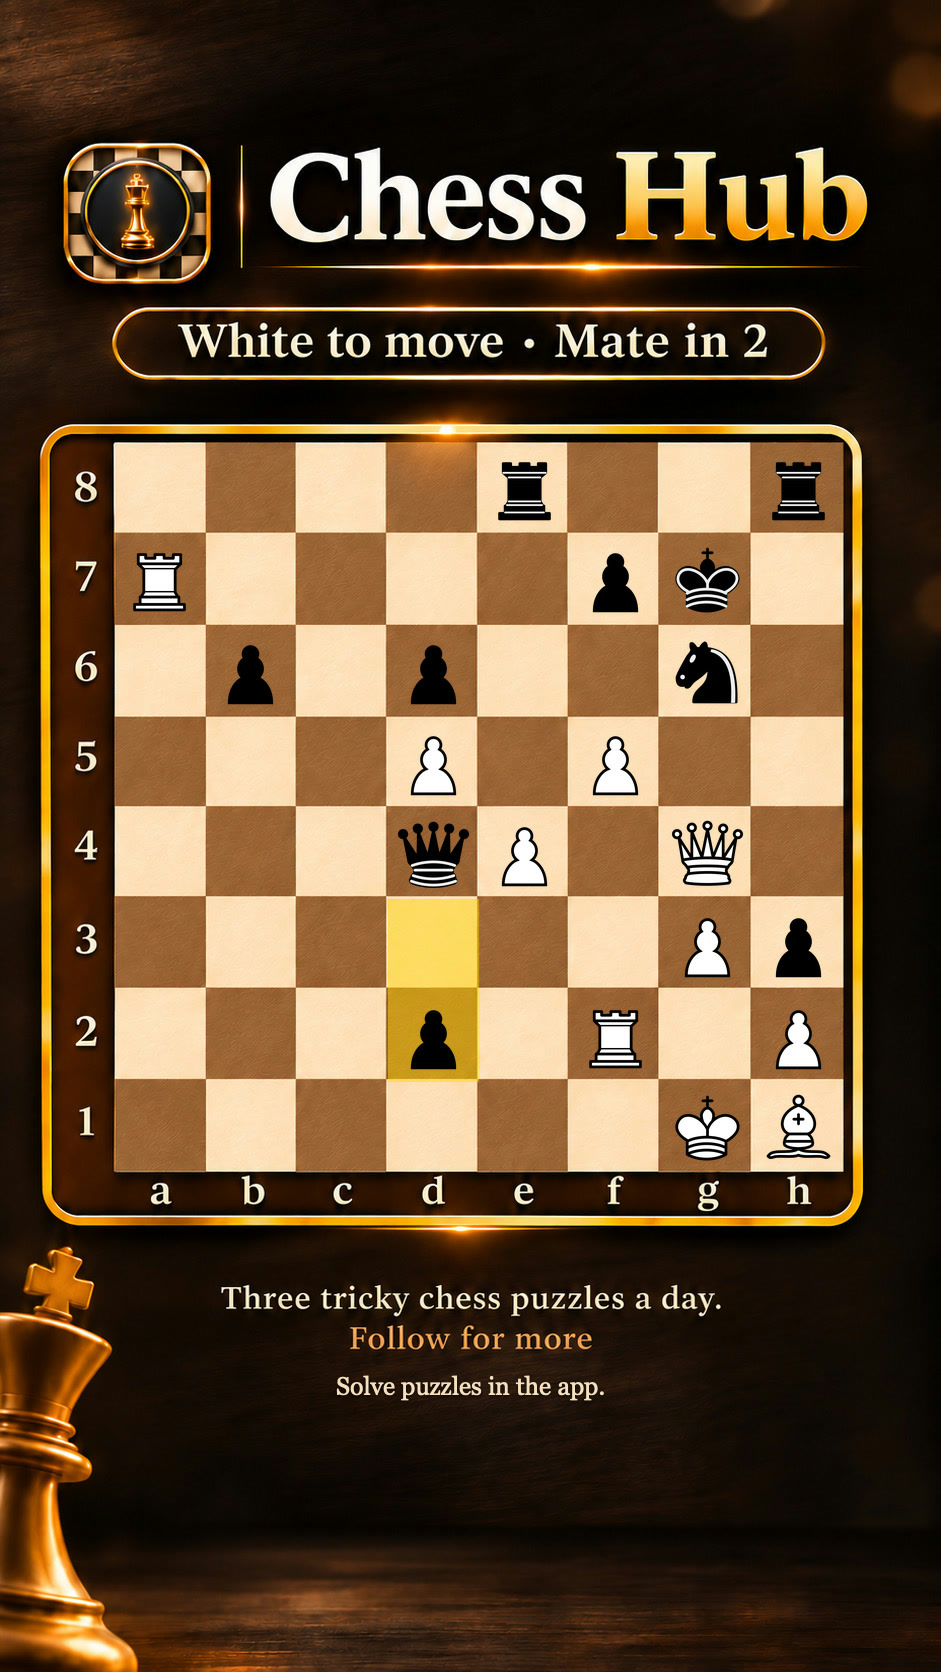 Chess Hub
White to move • Mate in 2
8
7
6
5
4
3
2
1
a b c d e f g h
Three tricky chess puzzles a day.
Follow for more
Solve puzzles in the app.